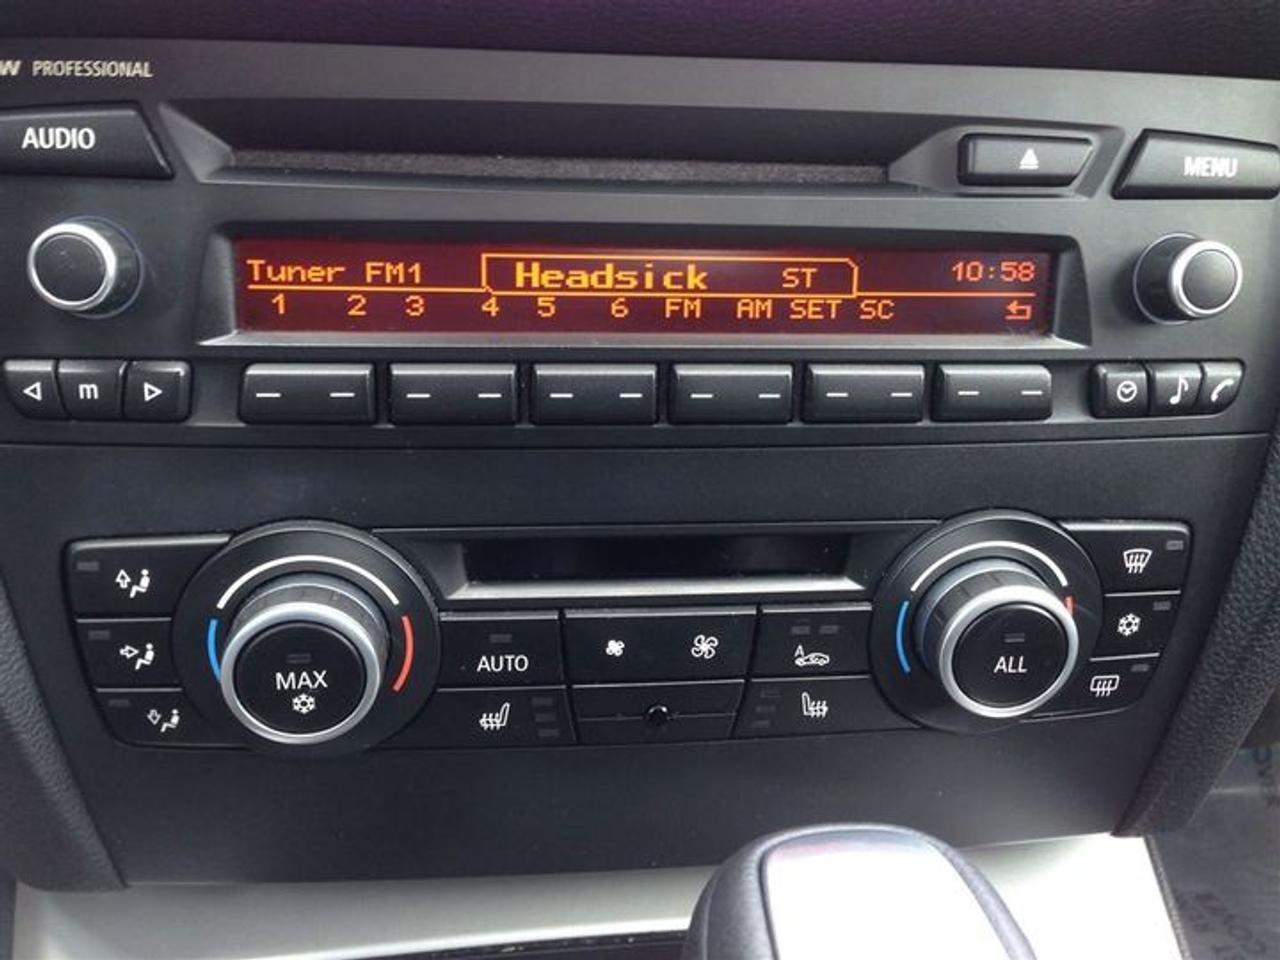 W PROFESSIONAL
AUDIO
MENU
Tuner FM1 Headsick ST 10:58
1 2 3 4 5 6 FM AM SET SC
m
MAX
AUTO
A
ALL